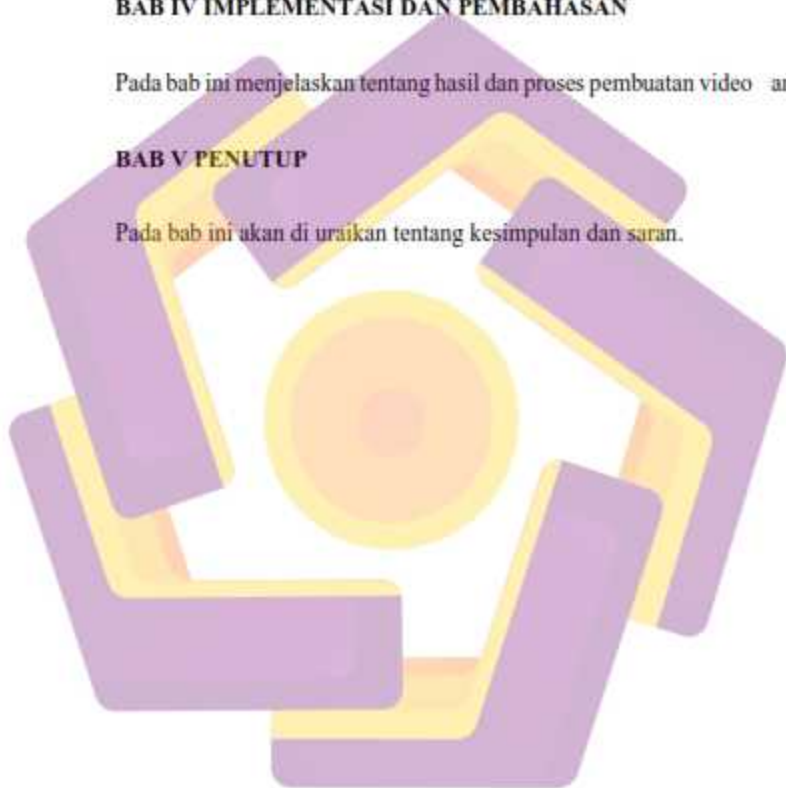 BAB IV IMPLEMENTASI DAN PEMBAHASAN
Pada bab ini menjelaskan tentang hasil dan proses pembuatan video
BAB V PENUTUP
Pada bab ini akan di uraikan tentang kesimpulan dan saran.